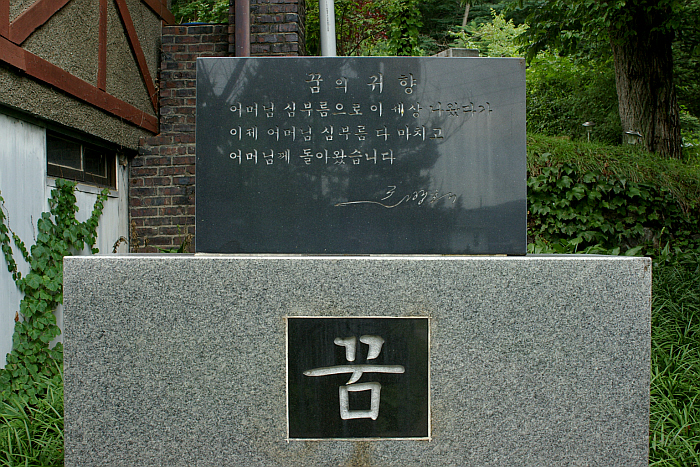 꿈의 귀향
어머님 심부름으로 이 세상 나왔다가
이제 어머님 심부름 다 마치고
어머님께 돌아왔습니다
꿈